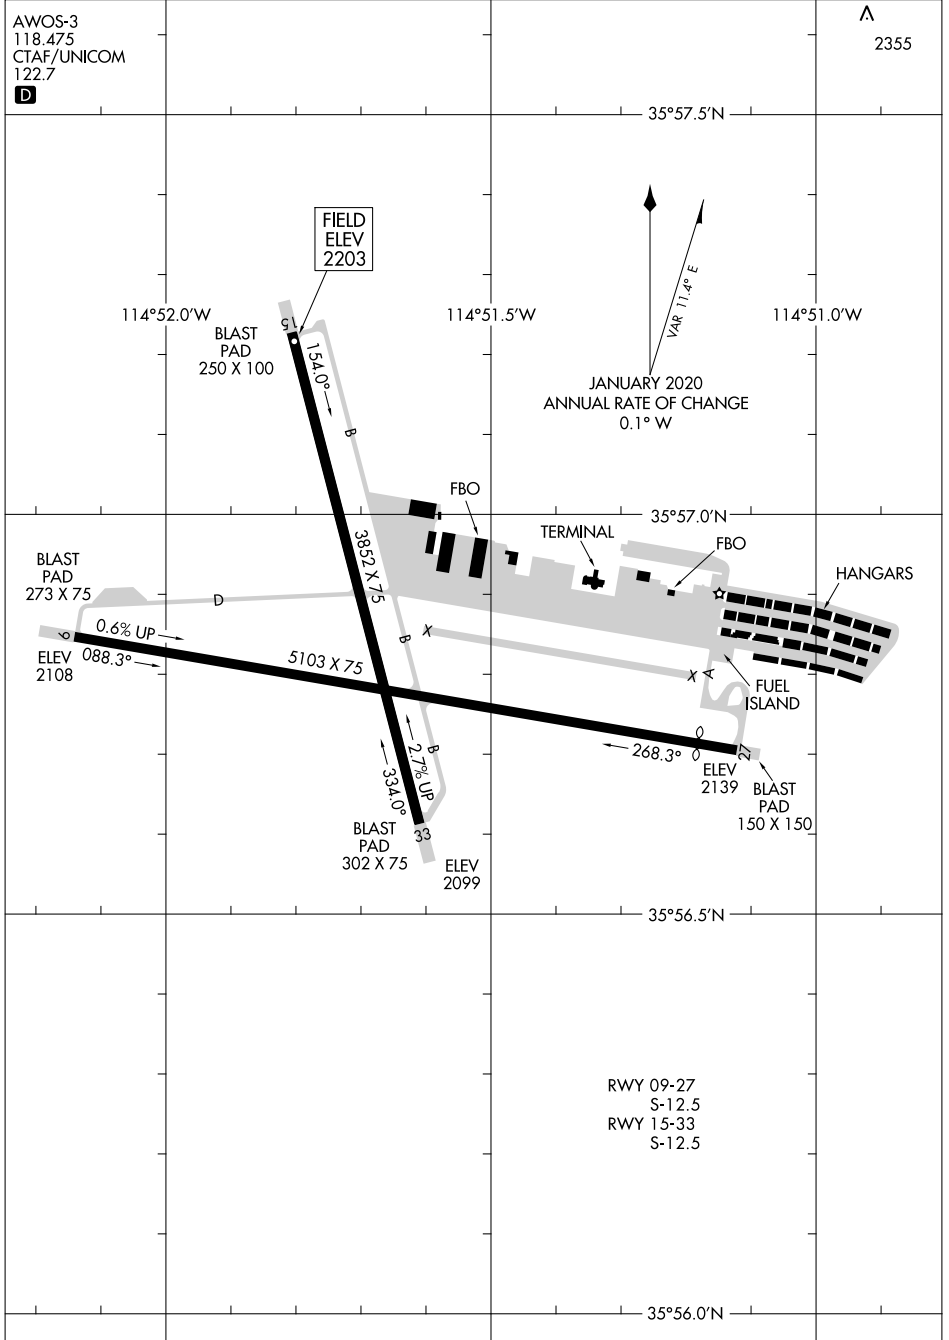 AWOS-3
118.475
CTAF/UNICOM
122.7
D
2355
35°57.5'N
FIELD
ELEV
2203
VAR 11.4° E
114°52.0'W
114°51.5'W
114°51.0'W
15
BLAST
PAD
250 X 100
154.0°
JANUARY 2020
ANNUAL RATE OF CHANGE
0.1° W
B
FBO
35°57.0'N
TERMINAL
FBO
3852 X 75
HANGARS
BLAST
PAD
273 X 75
D
9
0.6% UP
088.3°
ELEV
2108
5103 X 75
B
X
X
A
FUEL
ISLAND
268.3°
27
ELEV
2139
BLAST
PAD
150 X 150
B
2.7% UP
334.0°
33
BLAST
PAD
302 X 75
ELEV
2099
35°56.5'N
RWY 09-27
S-12.5
RWY 15-33
S-12.5
35°56.0'N